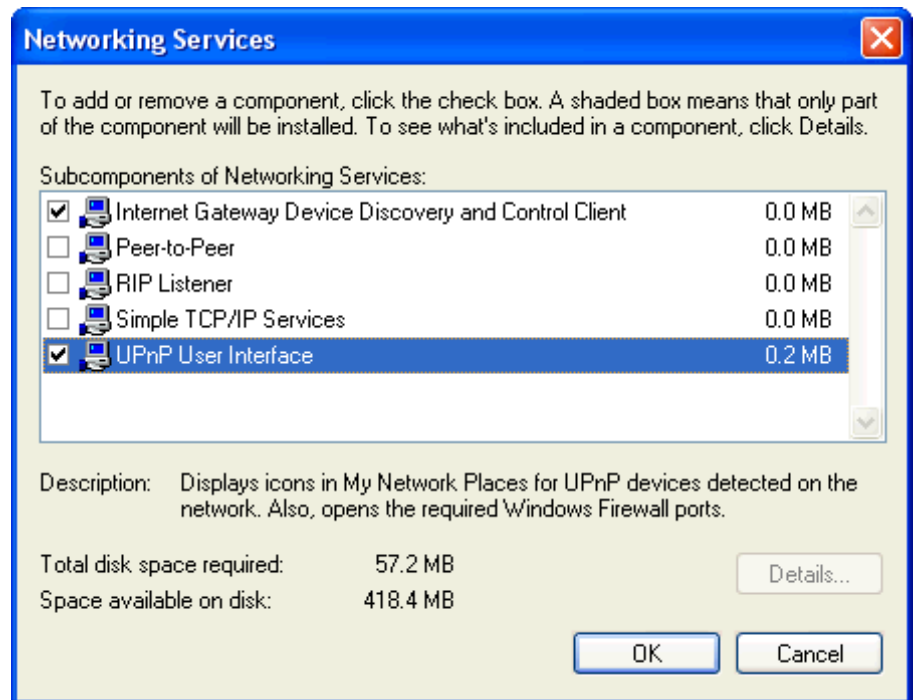 Networking Services
To add or remove a component, click the check box. A shaded box means that only part
of the component will be installed. To see what's included in a component, click Details.
Subcomponents of Networking Services:
Internet Gateway Device Discovery and Control Client 0.0 MB
Peer-to-Peer 0.0 MB
RIP Listener 0.0 MB
Simple TCP/IP Services 0.0 MB
UPnP User Interface 0.2 MB
Description: Displays icons in My Network Places for UPnP devices detected on the
network. Also, opens the required Windows Firewall ports.
Total disk space required: 57.2 MB
Space available on disk: 418.4 MB
Details...
OK Cancel